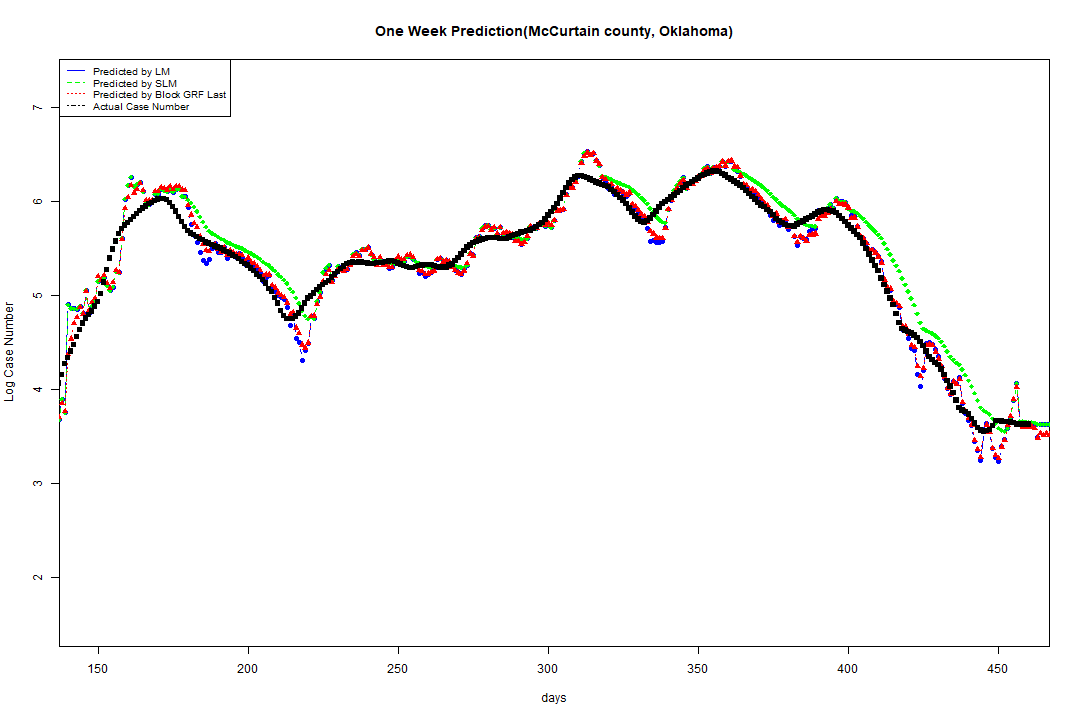 One Week Prediction(McCurtain county, Oklahoma)
Predicted by LM
Predicted by SLM
Predicted by Block GRF Last
Actual Case Number
7
6
5
4
3
2
Log Case Number
150 200 250 300 350 400 450
days